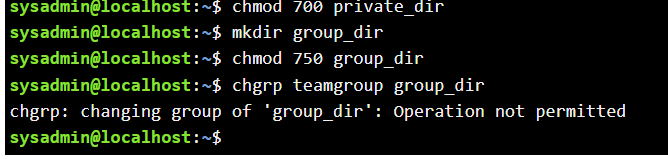 sysadmin@localhost:~$ chmod 700 private_dir
sysadmin@localhost:~$ mkdir group_dir
sysadmin@localhost:~$ chmod 750 group_dir
sysadmin@localhost:~$ chgrp teamgroup group_dir
chgrp: changing group of 'group_dir': Operation not permitted
sysadmin@localhost:~$